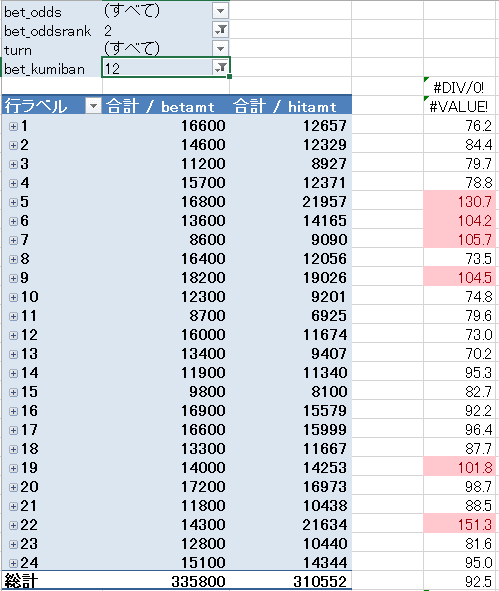 bet_odds (すべて)
bet_oddsrank 2
turn (すべて)
bet_kumiban 12
#DIV/0!
行ラベル 合計 / betamt 合計 / hitamt #VALUE!
1 16600 12657 76.2
2 14600 12329 84.4
3 11200 8927 79.7
4 15700 12371 78.8
5 16800 21957 130.7
6 13600 14165 104.2
7 8600 9090 105.7
8 16400 12056 73.5
9 18200 19026 104.5
10 12300 9201 74.8
11 8700 6925 79.6
12 16000 11674 73.0
13 13400 9407 70.2
14 11900 11340 95.3
15 9800 8100 82.7
16 16900 15579 92.2
17 16600 15999 96.4
18 13300 11667 87.7
19 14000 14253 101.8
20 17200 16973 98.7
21 11800 10438 88.5
22 14300 21634 151.3
23 12800 10440 81.6
24 15100 14344 95.0
総計 335800 310552 92.5